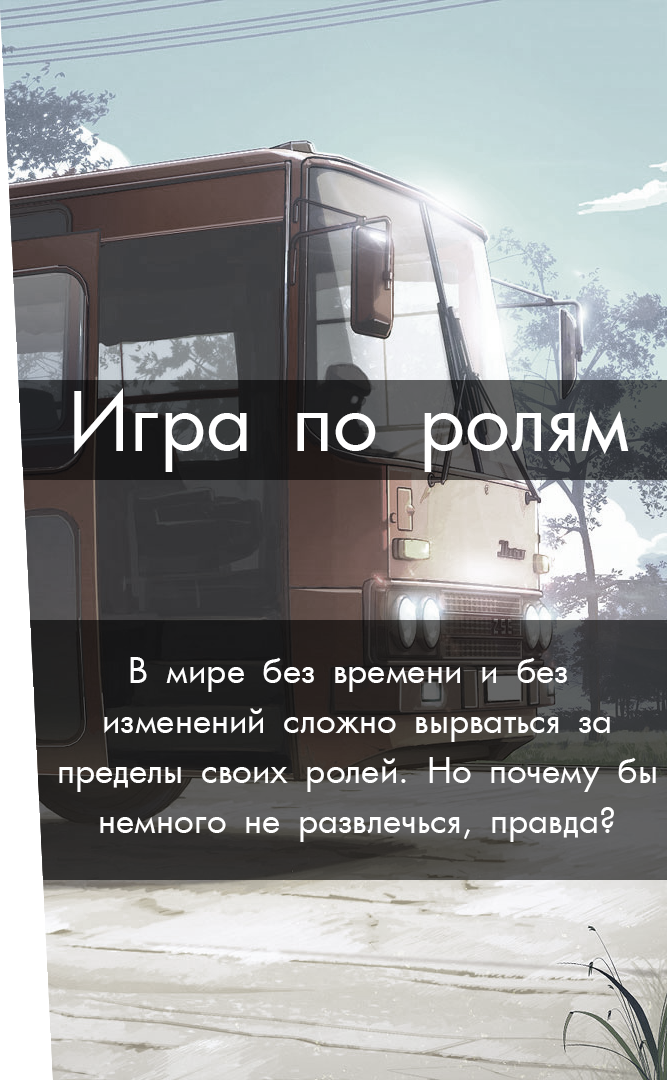 Игра по ролям
В мире без времени и без
изменений сложно вырваться за
пределы своих ролей. Но почему бы
немного не развлечься, правда?